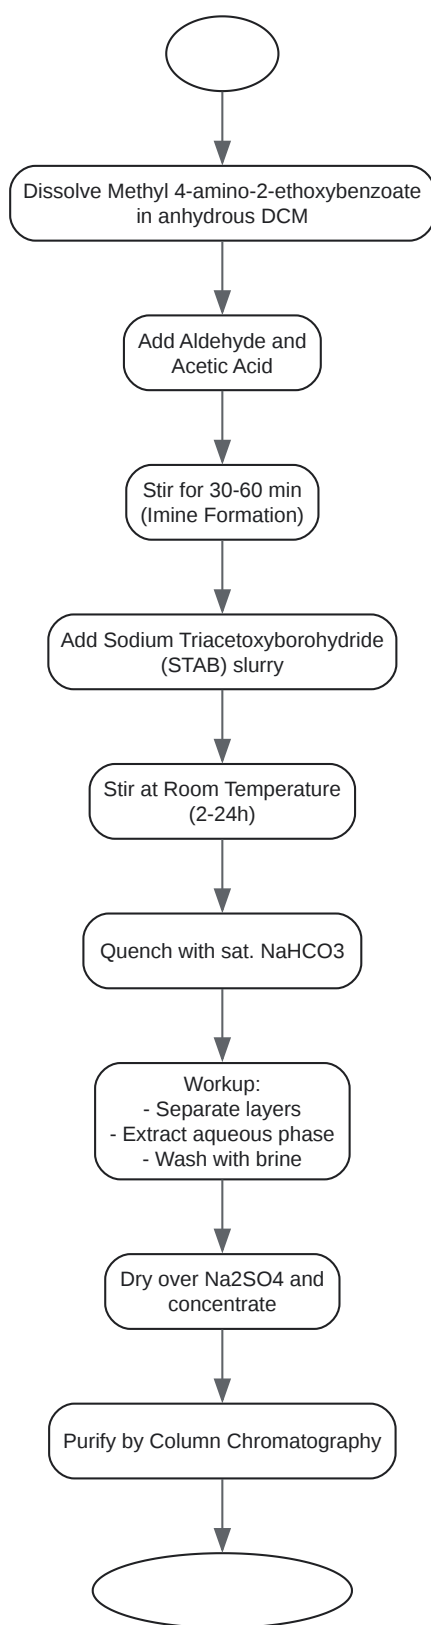 Dissolve Methyl 4-amino-2-ethoxybenzoate
in anhydrous DCM
Add Aldehyde and
Acetic Acid
Stir for 30-60 min
(Imine Formation)
Add Sodium Triacetoxyborohydride
(STAB) slurry
Stir at Room Temperature
(2-24h)
Quench with sat. NaHCO3
Workup:
- Separate layers
- Extract aqueous phase
- Wash with brine
Dry over Na2SO4 and
concentrate
Purify by Column Chromatography